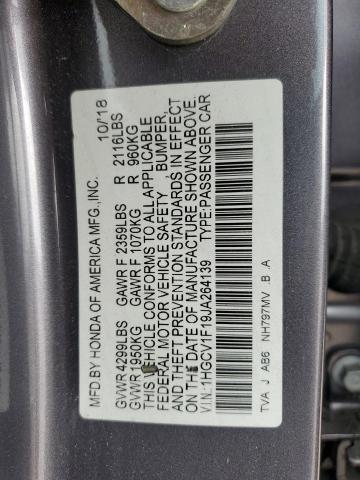 MFD.BY HONDA OF AMERICA MFG.,INC. 10/18
GVWR 4299LBS GAWR F 2359LBS R 2116LBS
GVWR 1950KG GAWR F 1070KG R 960KG
THIS VEHICLE CONFORMS TO ALL APPLICABLE
FEDERAL MOTOR VEHICLE SAFETY BUMPER,
AND THEFT PREVENTION STANDARDS IN EFFECT
ON THE DATE OF MANUFACTURE SHOWN ABOVE.
V.I.N.:1HGCV1F19JA264139 TYPE:PASSENGER CAR
TVA J AB6 NH797MV .B .A